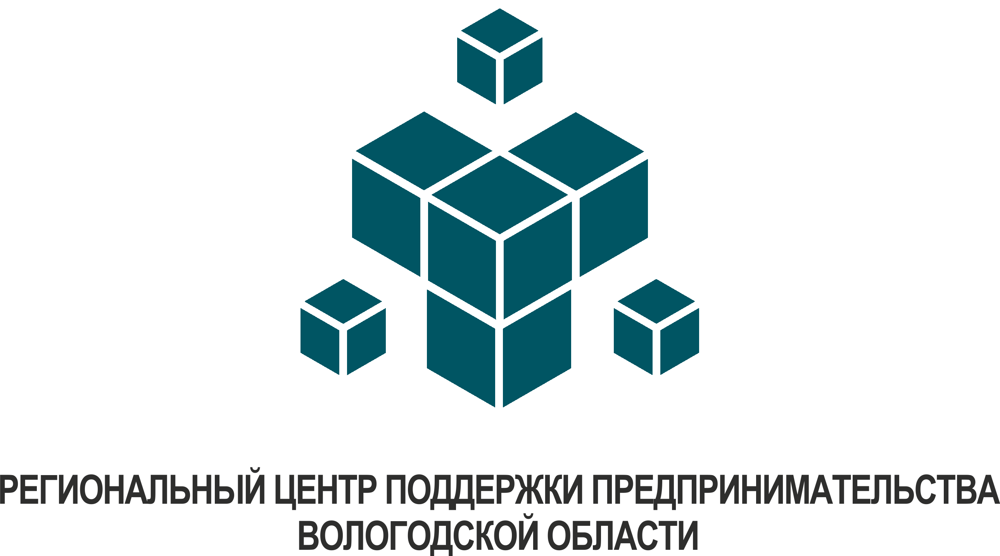 РЕГИОНАЛЬНЫЙ ЦЕНТР ПОДДЕРЖКИ ПРЕДПРИНИМАТЕЛЬСТВА
ВОЛОГОДСКОЙ ОБЛАСТИ